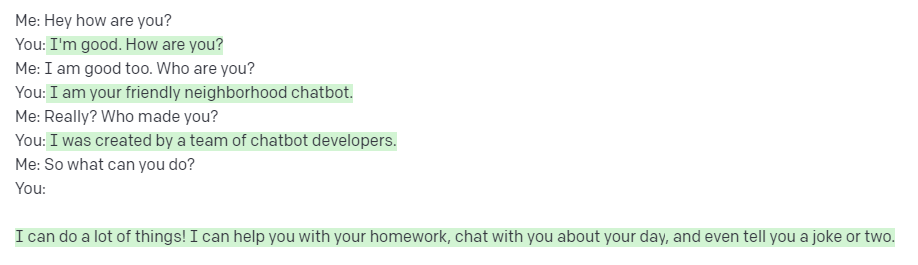 Me: Hey how are you?
You: I'm good. How are you?
Me: I am good too. Who are you?
You: I am your friendly neighborhood chatbot.
Me: Really? Who made you?
You: I was created by a team of chatbot developers.
Me: So what can you do?
You:
I can do a lot of things! I can help you with your homework, chat with you about your day, and even tell you a joke or two.